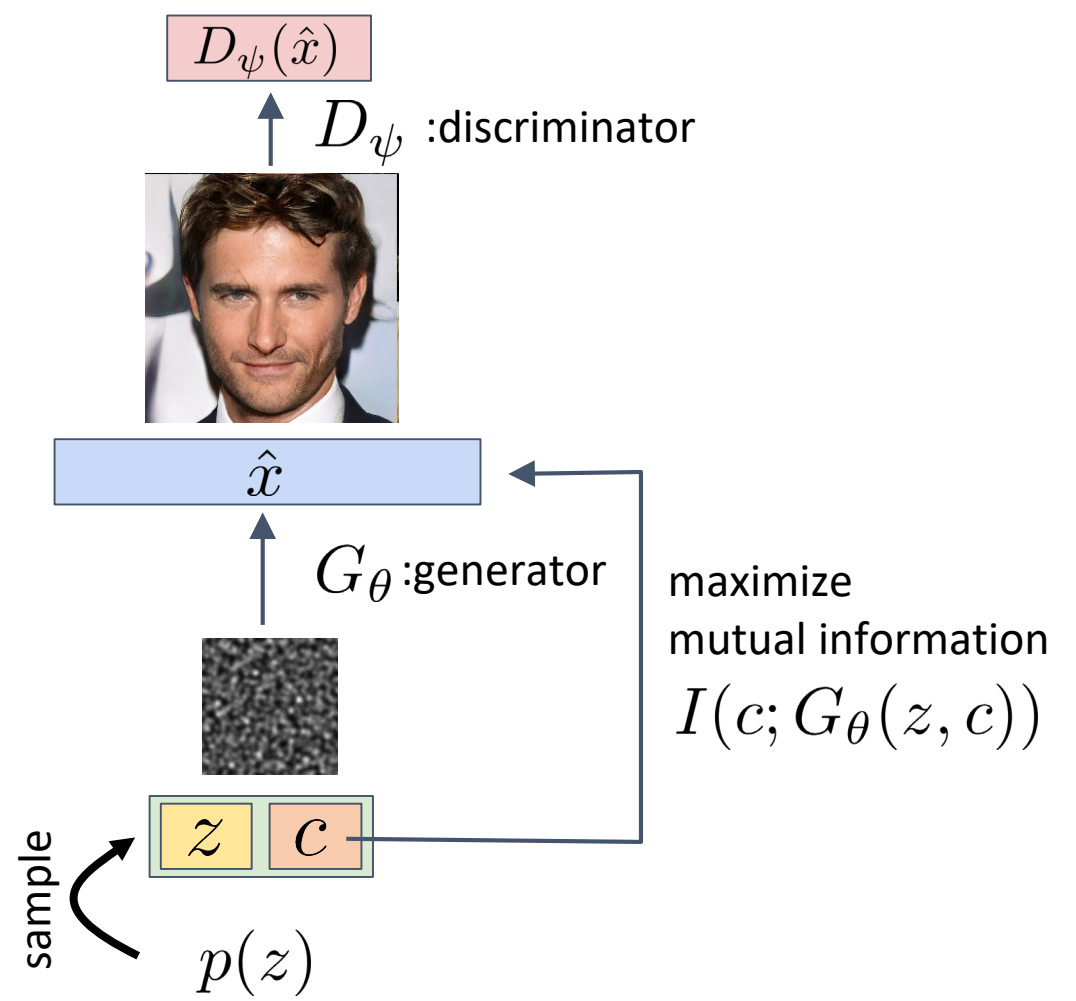 D_ψ(x̂)
D_ψ :discriminator
x̂
G_θ :generator
maximize
mutual information
I(c; G_θ(z, c))
z c
sample
p(z)